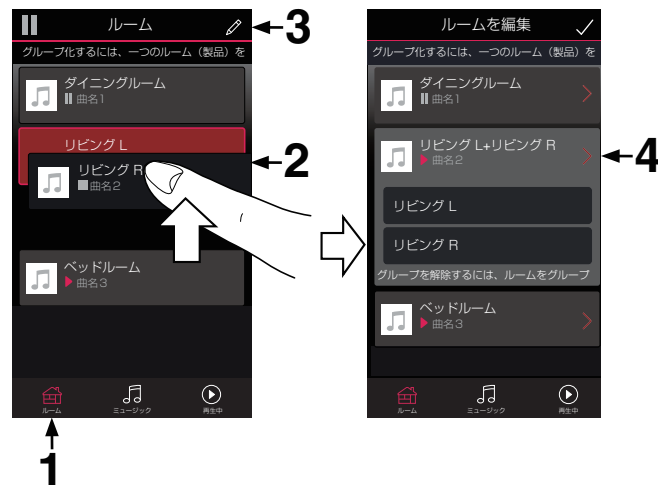 ルーム
3
グループ化するには、一つのルーム（製品）を
ダイニングルーム
曲名1
リビング L
リビング R
曲名2
2
ベッドルーム
曲名3
ルーム
ミュージック
再生中
1
ルームを編集
グループ化するには、一つのルーム（製品）を
ダイニングルーム
曲名1
リビング L+リビング R
曲名2
4
リビング L
リビング R
グループを解除するには、ルームをグループ
ベッドルーム
曲名3
ルーム
ミュージック
再生中